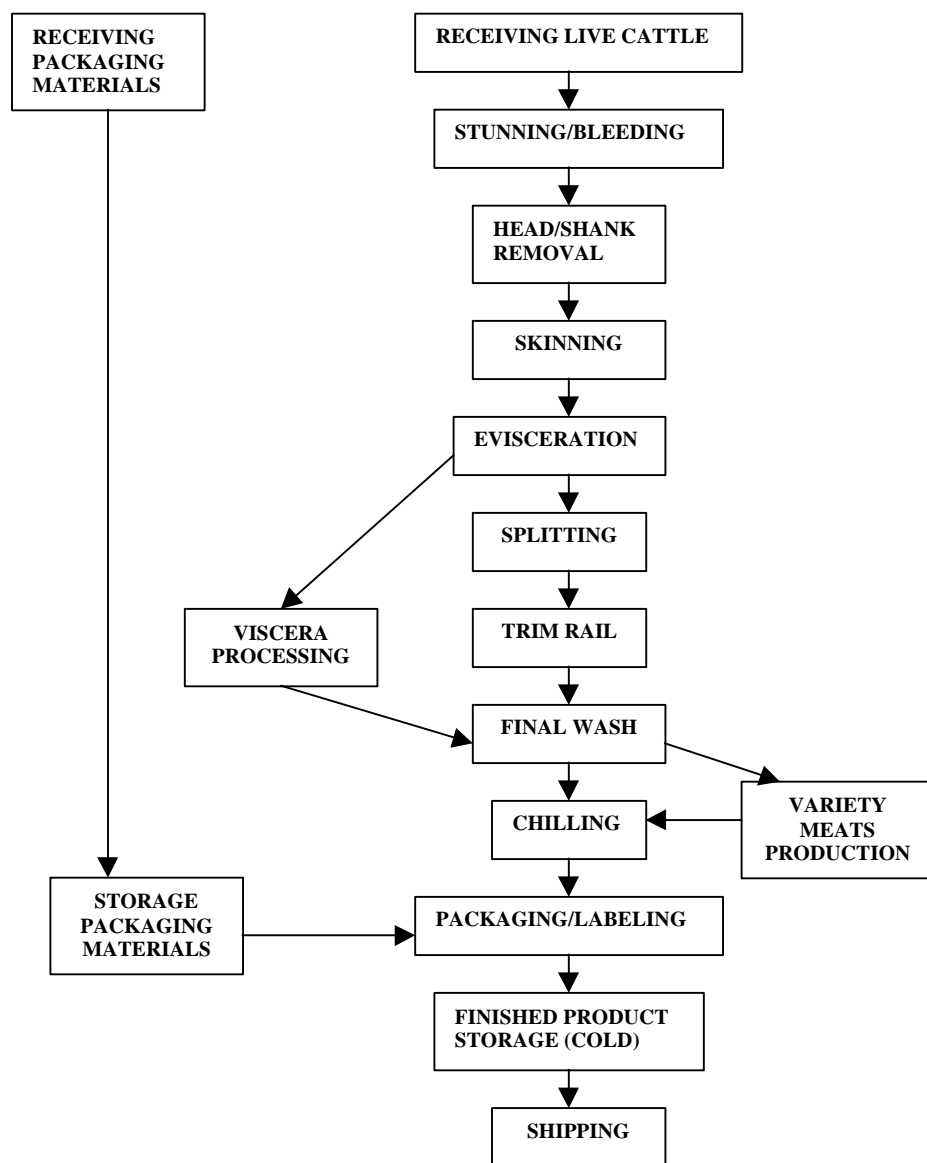 RECEIVING
PACKAGING
MATERIALS
RECEIVING LIVE CATTLE
STUNNING/BLEEDING
HEAD/SHANK
REMOVAL
SKINNING
EVISCERATION
SPLITTING
VISCERA
PROCESSING
TRIM RAIL
FINAL WASH
VARIETY
MEATS
PRODUCTION
CHILLING
STORAGE
PACKAGING
MATERIALS
PACKAGING/LABELING
FINISHED PRODUCT
STORAGE (COLD)
SHIPPING